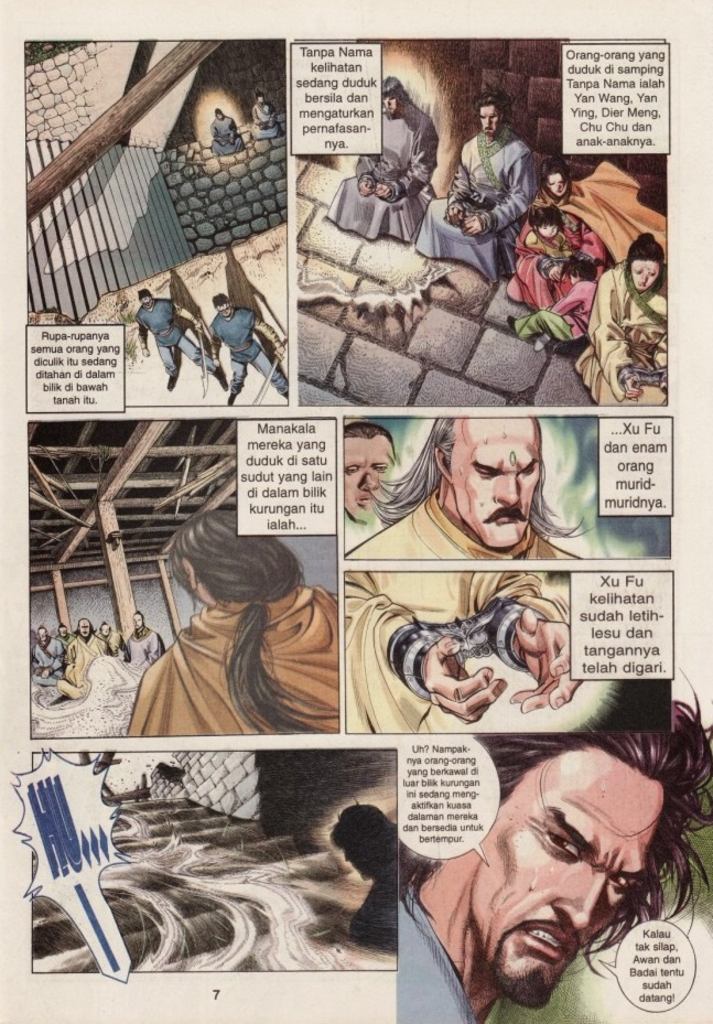 Rupa-rupanya
semua orang yang
diculik itu sedang
ditahan di dalam
bilik di bawah
tanah itu.
Tanpa Nama
kelihatan
sedang duduk
bersila dan
mengaturkan
pernafasan-
nya.
Orang-orang yang
duduk di samping
Tanpa Nama ialah
Yan Wang, Yan
Ying, Dier Meng,
Chu Chu dan
anak-anaknya.
Manakala
mereka yang
duduk di satu
sudut yang lain
di dalam bilik
kurungan itu
ialah...
...Xu Fu
dan enam
orang
murid-
muridnya.
Xu Fu
kelihatan
sudah letih-
lesu dan
tangannya
telah digari.
HU...
Uh? Nampak-
nya orang-orang
yang berkawal di
luar bilik kurungan
ini sedang meng-
aktifkan kuasa
dalaman mereka
dan bersedia untuk
bertempur.
Kalau
tak silap,
Awan dan
Badai tentu
sudah
datang!
7